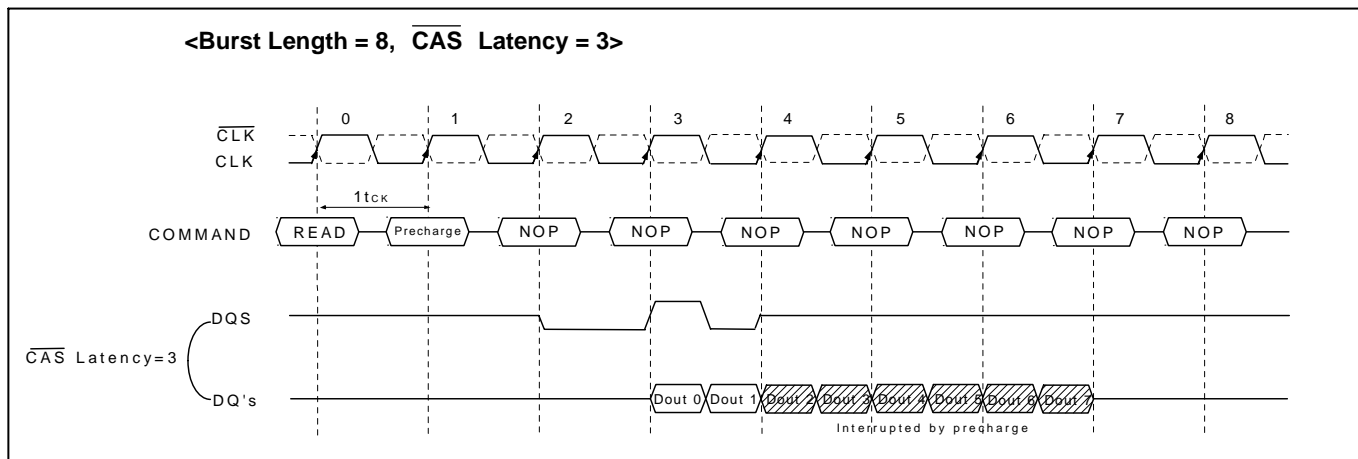 <Burst Length = 8, CAS Latency = 3>
0 1 2 3 4 5 6 7 8
CLK
CLK
1tCK
COMMAND READ Precharge NOP NOP NOP NOP NOP NOP NOP
DQS
CAS Latency=3
DQ's Dout 0 Dout 1 Dout 2 Dout 3 Dout 4 Dout 5 Dout 6 Dout 7
Interrupted by precharge